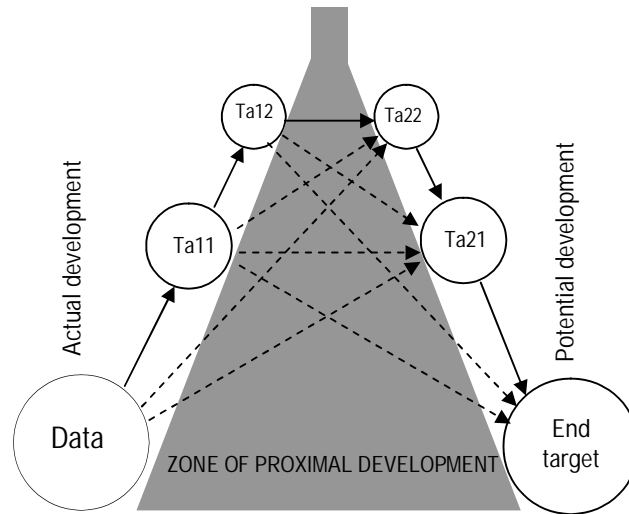 Ta12
Ta22
Ta11
Ta21
Actual development
Potential development
Data
End
target
ZONE OF PROXIMAL DEVELOPMENT